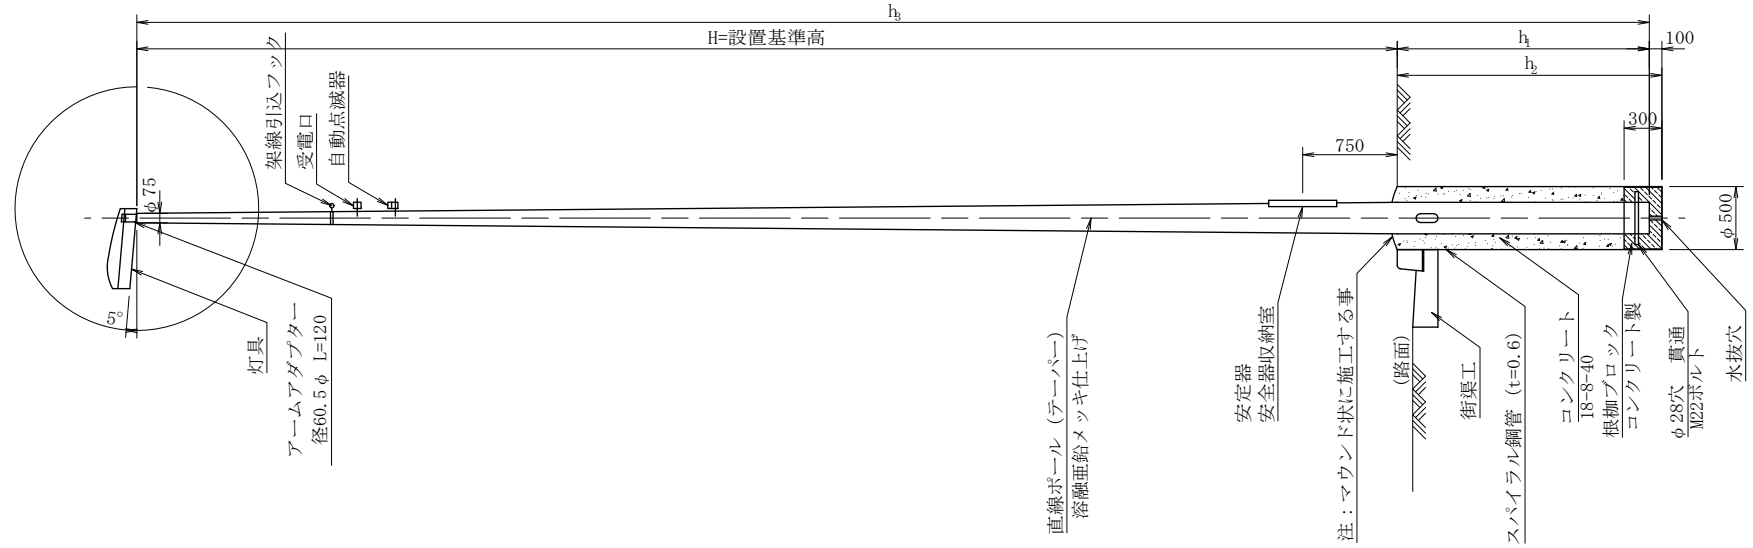 h₃
H=設置基準高
h₁
100
h₂
300
750
φ75
φ500
5°
架線引込フック
受電口
自動点滅器
灯具
アームアダプター
径60.5φ L=120
直線ポール (テーパー)
溶融亜鉛メッキ仕上げ
安定器
安全器収納室
注：マウンド状に施工する事
(路面)
街渠工
スパイラル鋼管 (t=0.6)
コンクリート
18-8-40
根枷ブロック
コンクリート製
φ28穴 貫通
M22ボルト
水抜穴